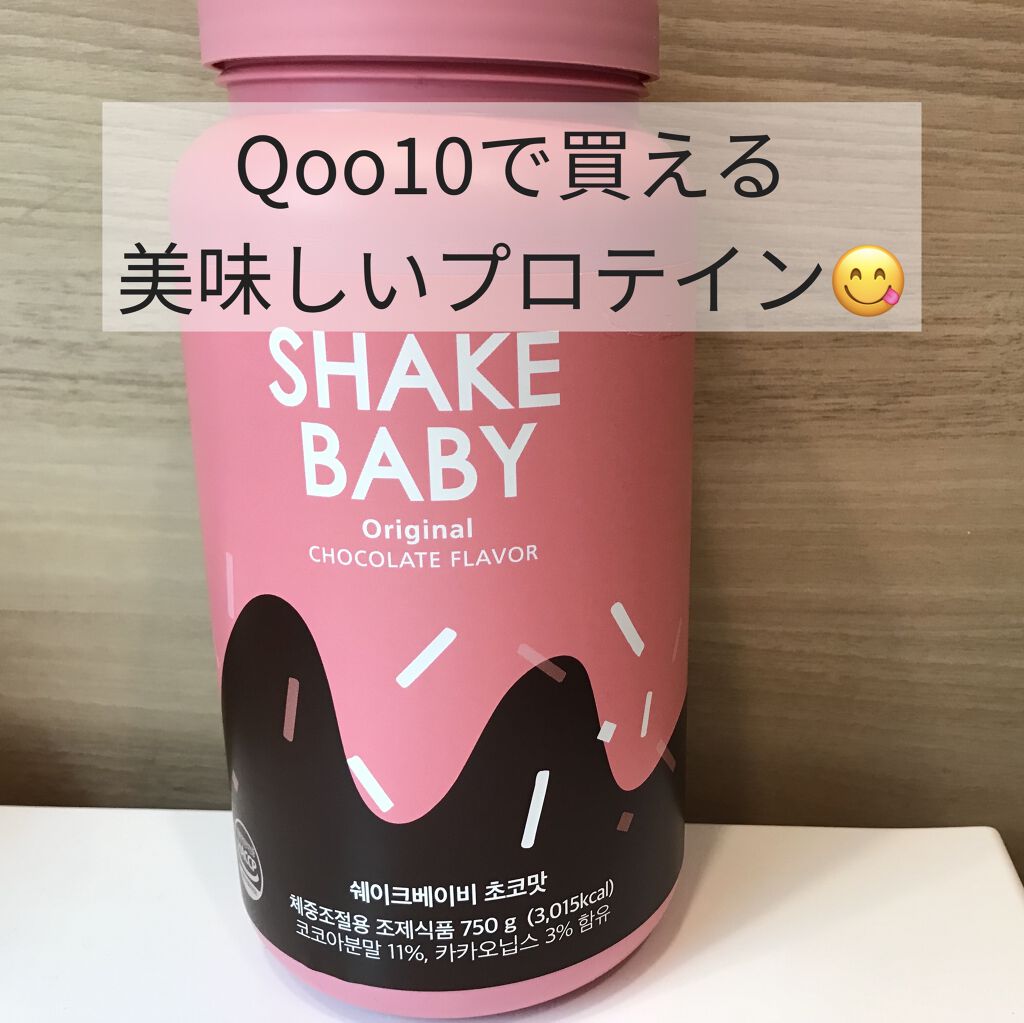 Qoo10で買える
美味しいプロテイン😋
SHAKE
BABY
Original
CHOCOLATE FLAVOR
쉐이크베이비 초코맛
체중조절용 조제식품 750 g (3,015kcal)
코코아분말 11%, 카카오닙스 3% 함유